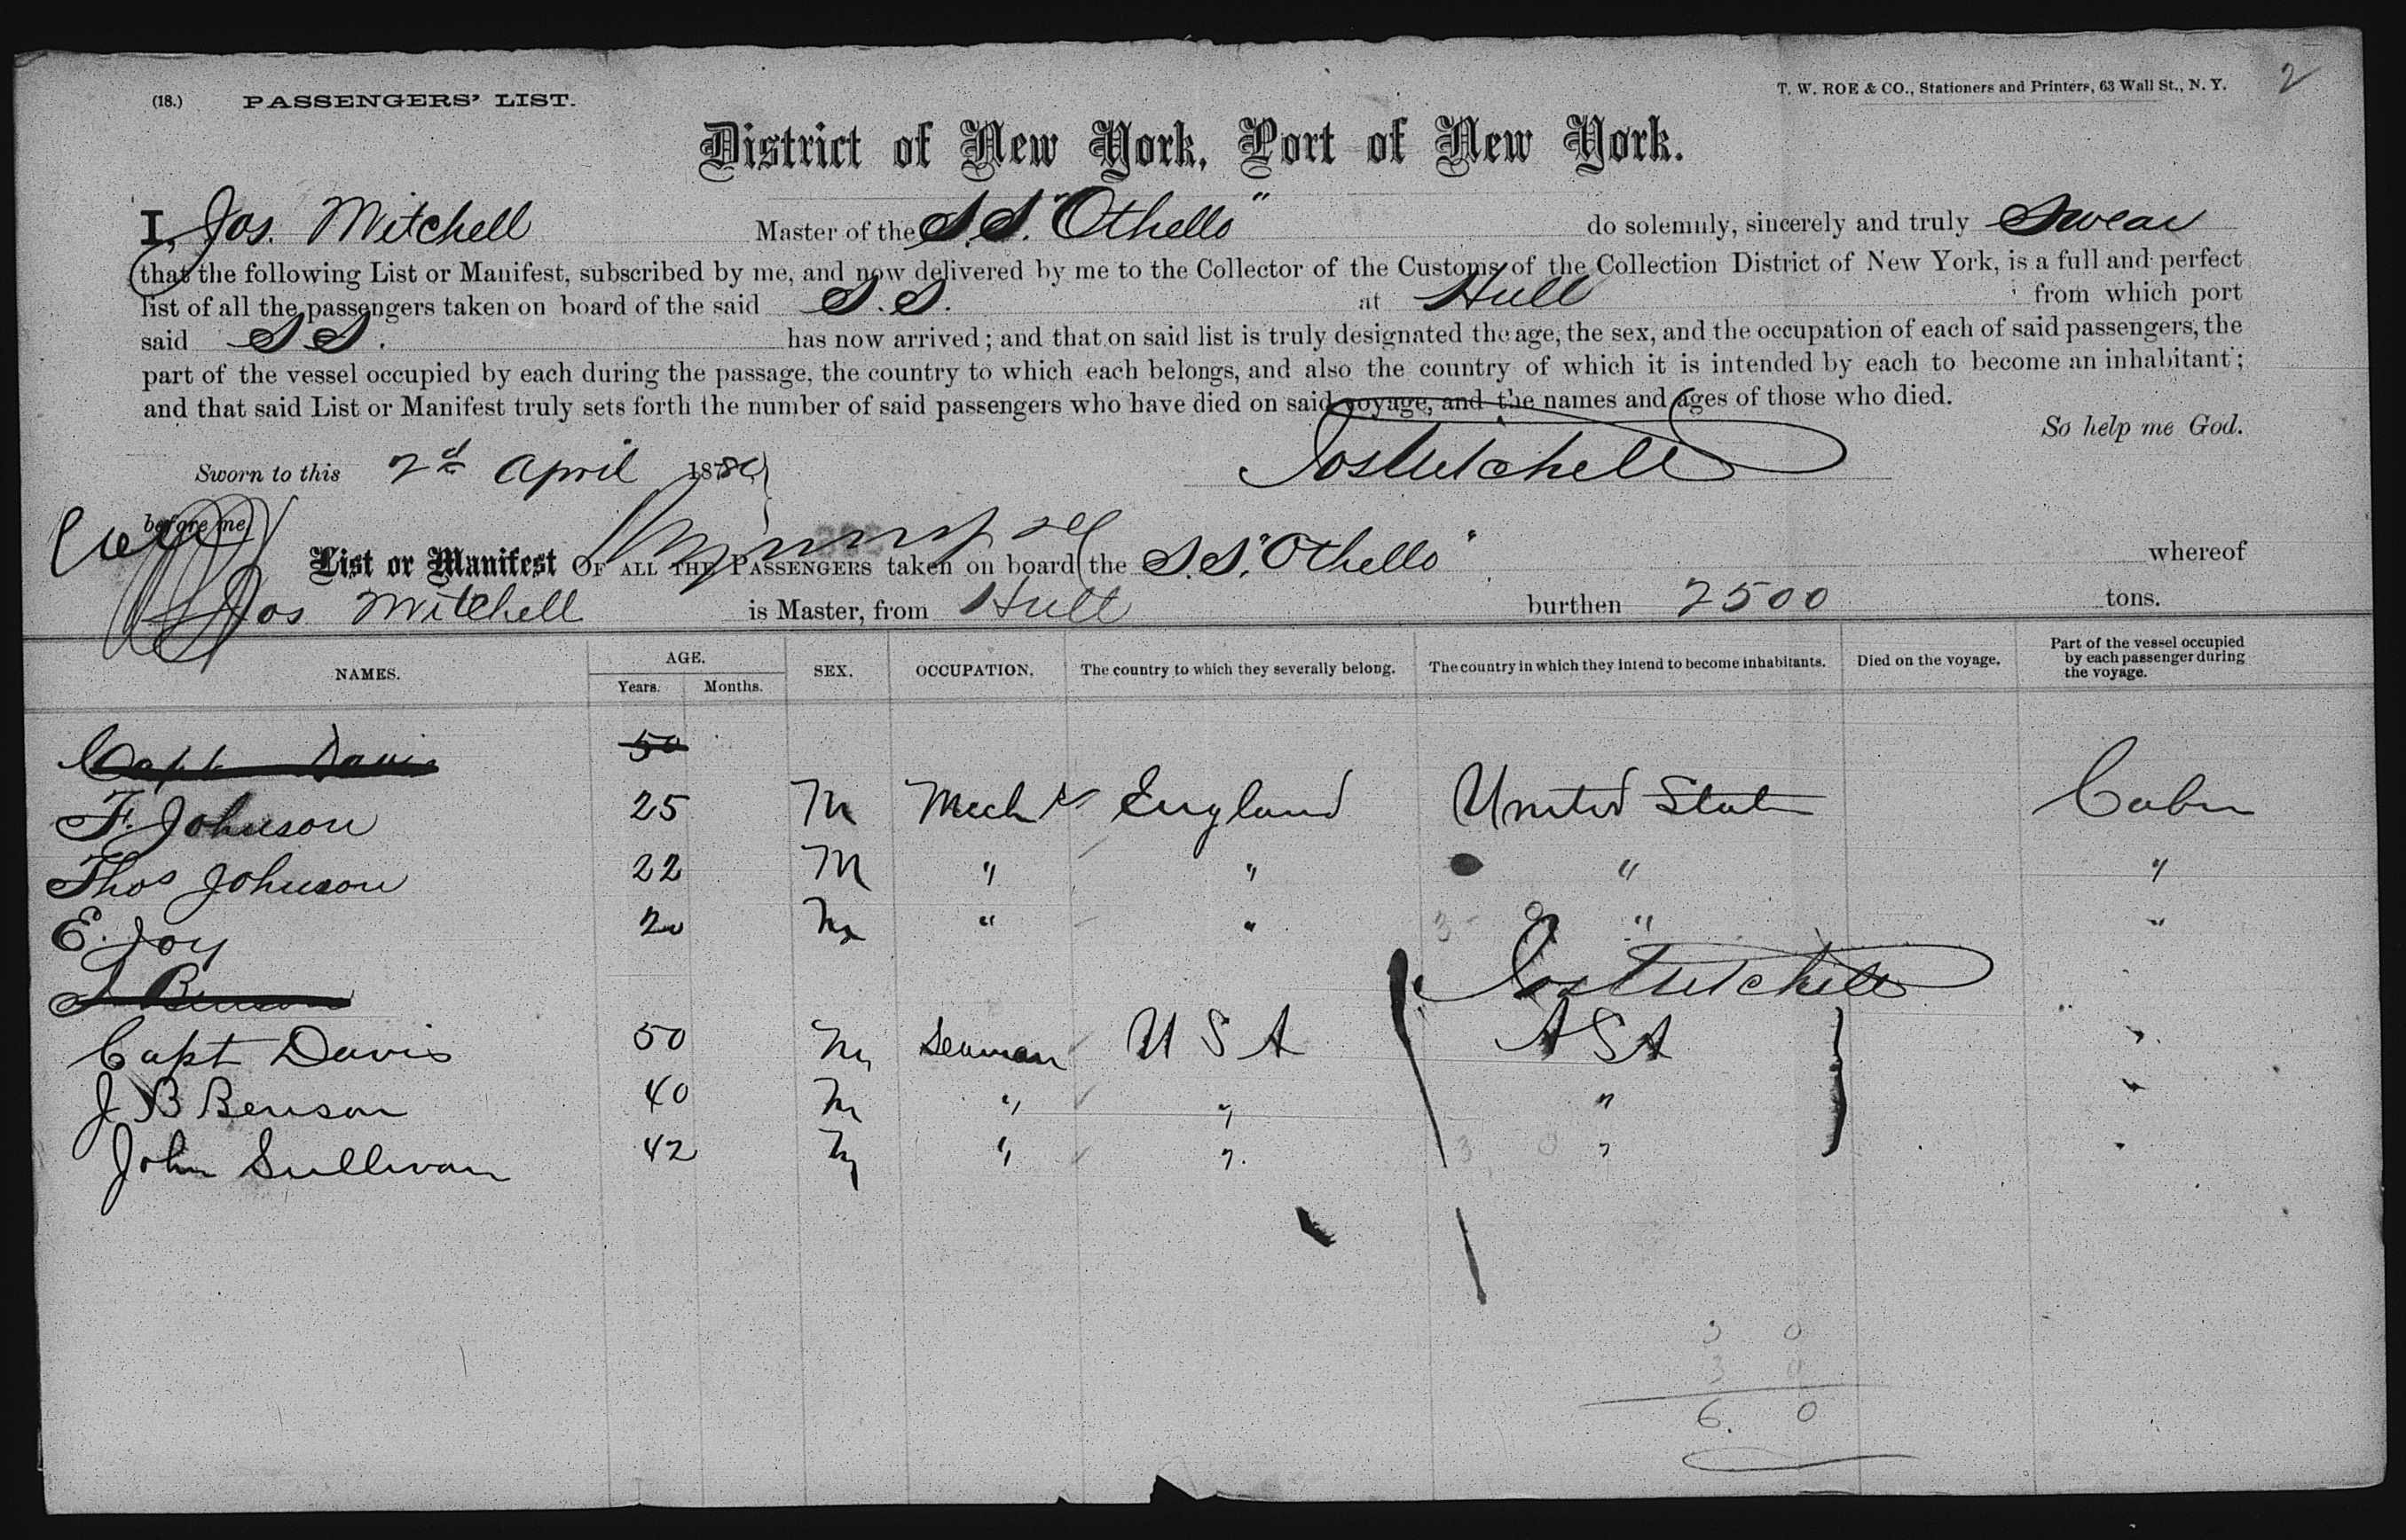 (18.) PASSENGERS' LIST.
T. W. ROE & CO., Stationers and Printers, 63 Wall St., N. Y.
2
District of New York, Port of New York.
I, Jos. Mitchell Master of the S.S. "Othello" do solemnly, sincerely and truly Swear
that the following List or Manifest, subscribed by me, and now delivered by me to the Collector of the Customs of the Collection District of New York, is a full and perfect
list of all the passengers taken on board of the said S.S. at Hull from which port
said SS. has now arrived; and that on said list is truly designated the age, the sex, and the occupation of each of said passengers, the
part of the vessel occupied by each during the passage, the country to which each belongs, and also the country of which it is intended by each to become an inhabitant;
and that said List or Manifest truly sets forth the number of said passengers who have died on said voyage, and the names and ages of those who died.
So help me God.
Sworn to this 2d April 1880 Jos Mitchell
before me
List or Manifest OF ALL THE PASSENGERS taken on board the S.S. "Othello" whereof
Jos Mitchell is Master, from Hull burthen 2500 tons.
NAMES. AGE. Years. Months. SEX. OCCUPATION. The country to which they severally belong. The country in which they intend to become inhabitants. Died on the voyage. Part of the vessel occupied by each passenger during the voyage.
Capt Davis 50
F. Johnson 25 M England United State Cabin
Thos Johnson 22 M " " " "
E. Joy 20 M " " " "
Benson
Jos Mitchell
Capt Davis 50 M Seaman U S A A S A "
J B Benson 40 M " " " "
John Sullivan 42 M " " " "
3 0
3 0
6. 0